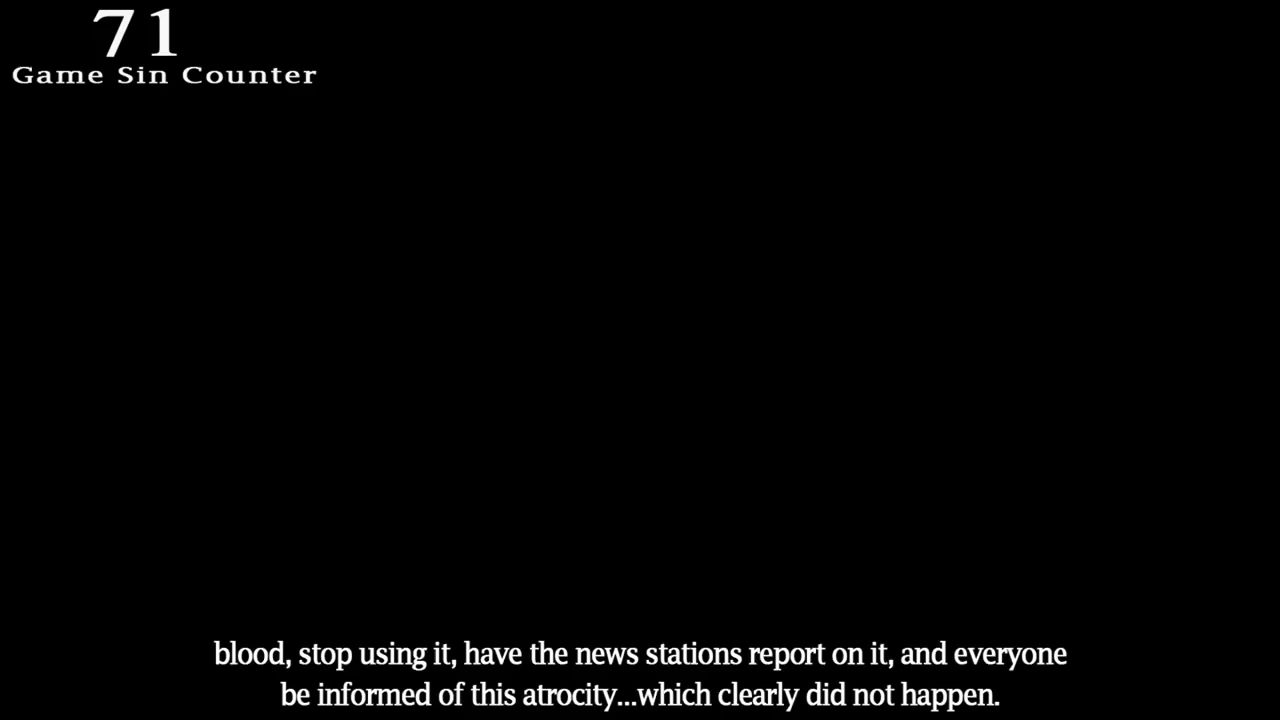 71
Game Sin Counter
blood, stop using it, have the news stations report on it, and everyone
be informed of this atrocity...which clearly did not happen.